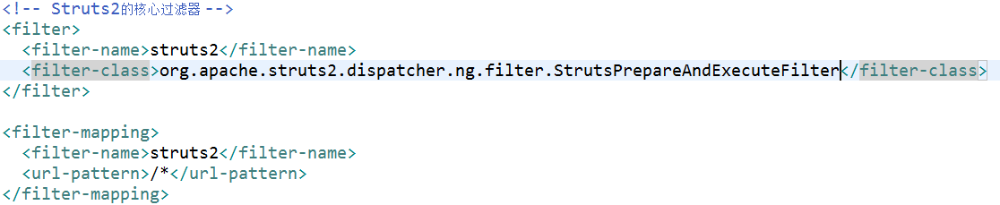 <!-- Struts2的核心过滤器 -->
<filter>
  <filter-name>struts2</filter-name>
  <filter-class>org.apache.struts2.dispatcher.ng.filter.StrutsPrepareAndExecuteFilter</filter-class>
</filter>

<filter-mapping>
  <filter-name>struts2</filter-name>
  <url-pattern>/*</url-pattern>
</filter-mapping>